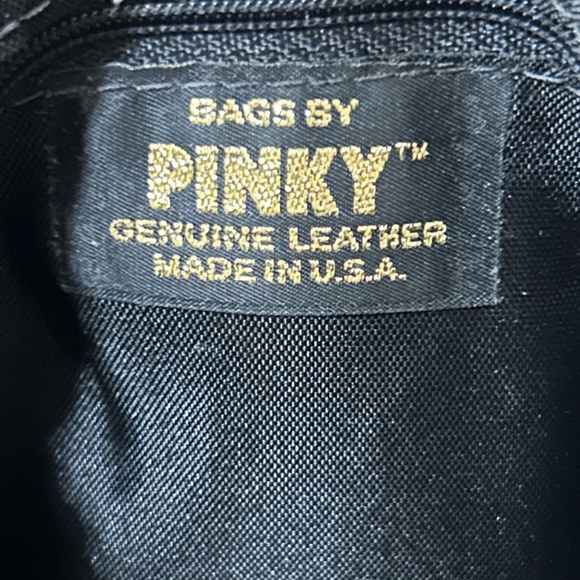 BAGS BY
PINKY™
GENUINE LEATHER
MADE IN U.S.A.